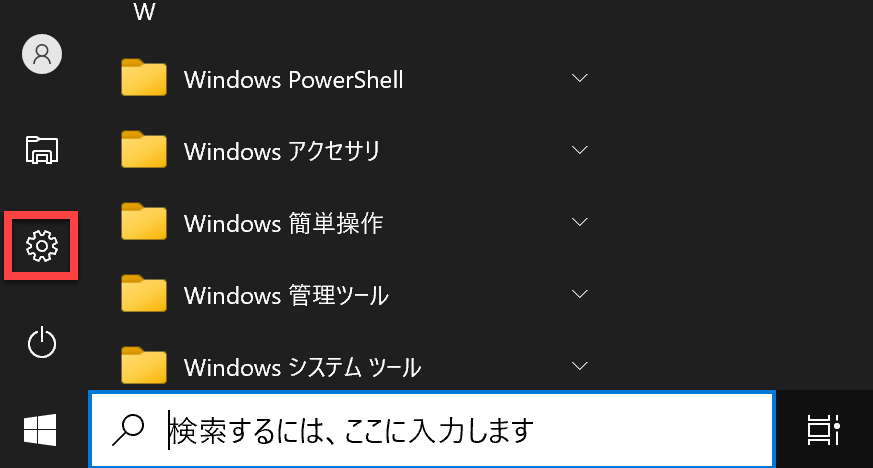 W
Windows PowerShell
Windows アクセサリ
Windows 簡単操作
Windows 管理ツール
Windows システム ツール
検索するには、ここに入力します